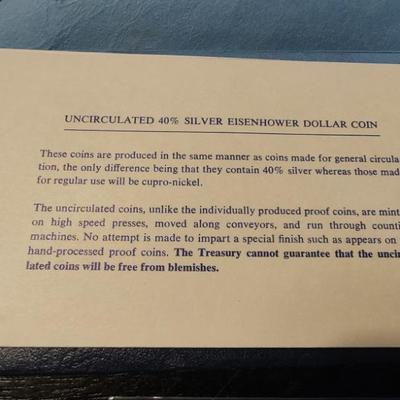 UNCIRCULATED 40% SILVER EISENHOWER DOLLAR COIN
These coins are produced in the same manner as coins made for general circula-
tion, the only difference being that they contain 40% silver whereas those made
for regular use will be cupro-nickel.
The uncirculated coins, unlike the individually produced proof coins, are mint
on high speed presses, moved along conveyors, and run through counti
machines. No attempt is made to impart a special finish such as appears on
hand-processed proof coins. The Treasury cannot guarantee that the uncir
lated coins will be free from blemishes.